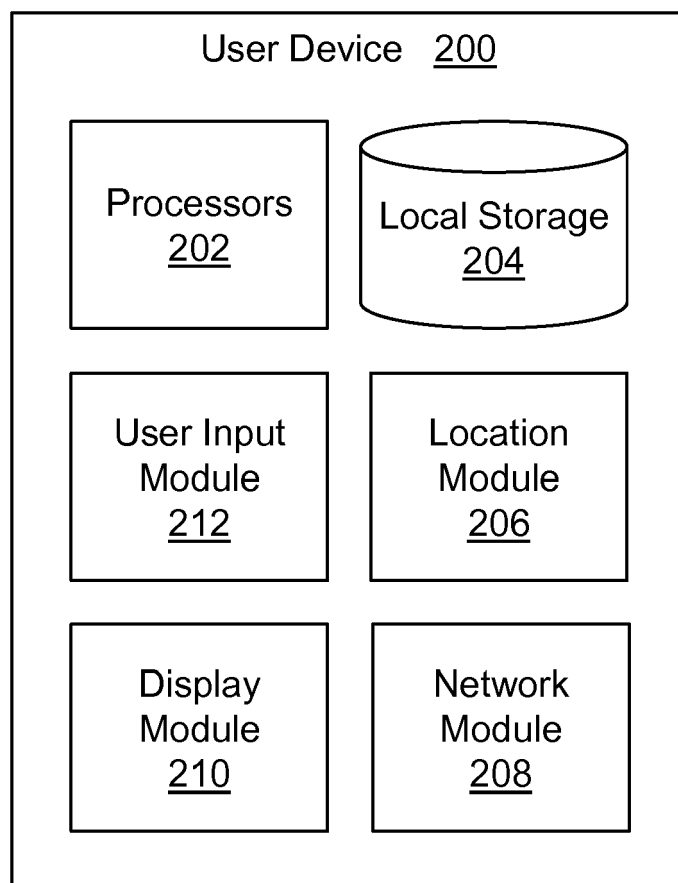 User Device 200
Processors
202
Local Storage
204
User Input
Module
212
Location
Module
206
Display
Module
210
Network
Module
208